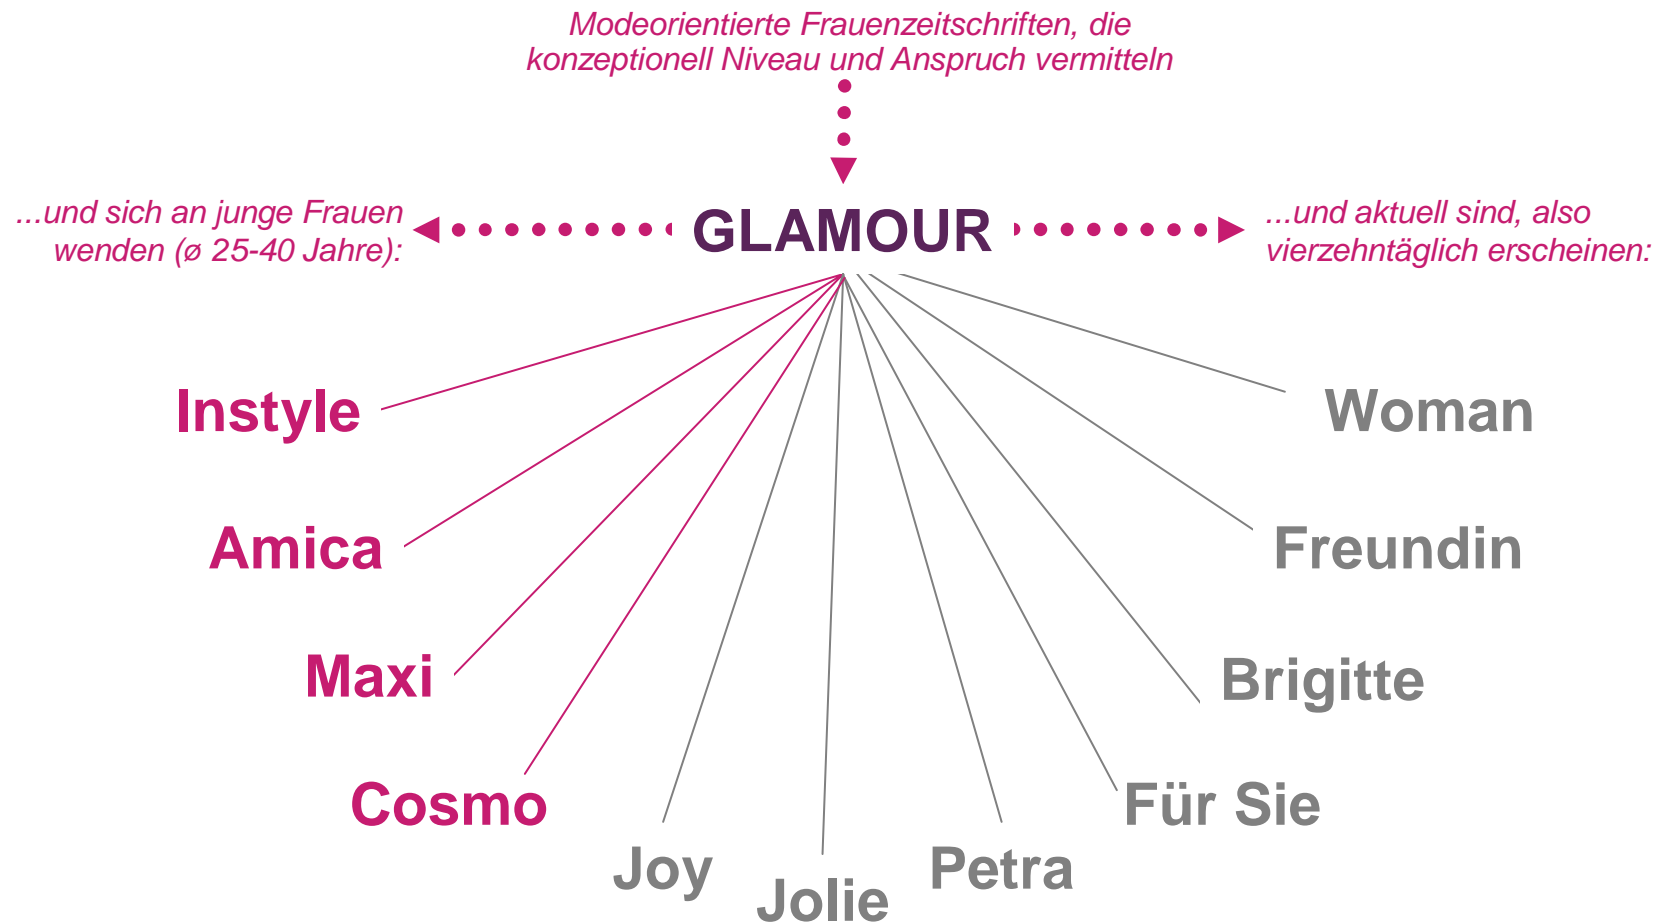 Modeorientierte Frauenzeitschriften, die
konzeptionell Niveau und Anspruch vermitteln
...und sich an junge Frauen
wenden (ø 25-40 Jahre):
GLAMOUR
...und aktuell sind, also
vierzehntäglich erscheinen:
Instyle
Woman
Amica
Freundin
Maxi
Brigitte
Cosmo
Für Sie
Joy
Jolie
Petra